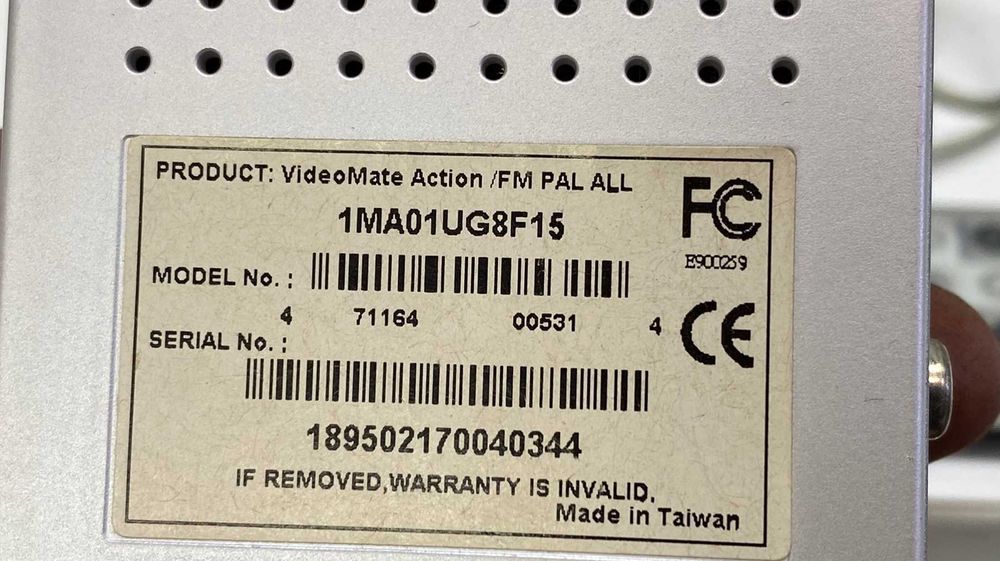 PRODUCT: VideoMate Action /FM PAL ALL
1MA01UG8F15
FC
E900259
MODEL No. :
4 71164 00531 4
CE
SERIAL No. :
189502170040344
IF REMOVED,WARRANTY IS INVALID.
Made in Taiwan